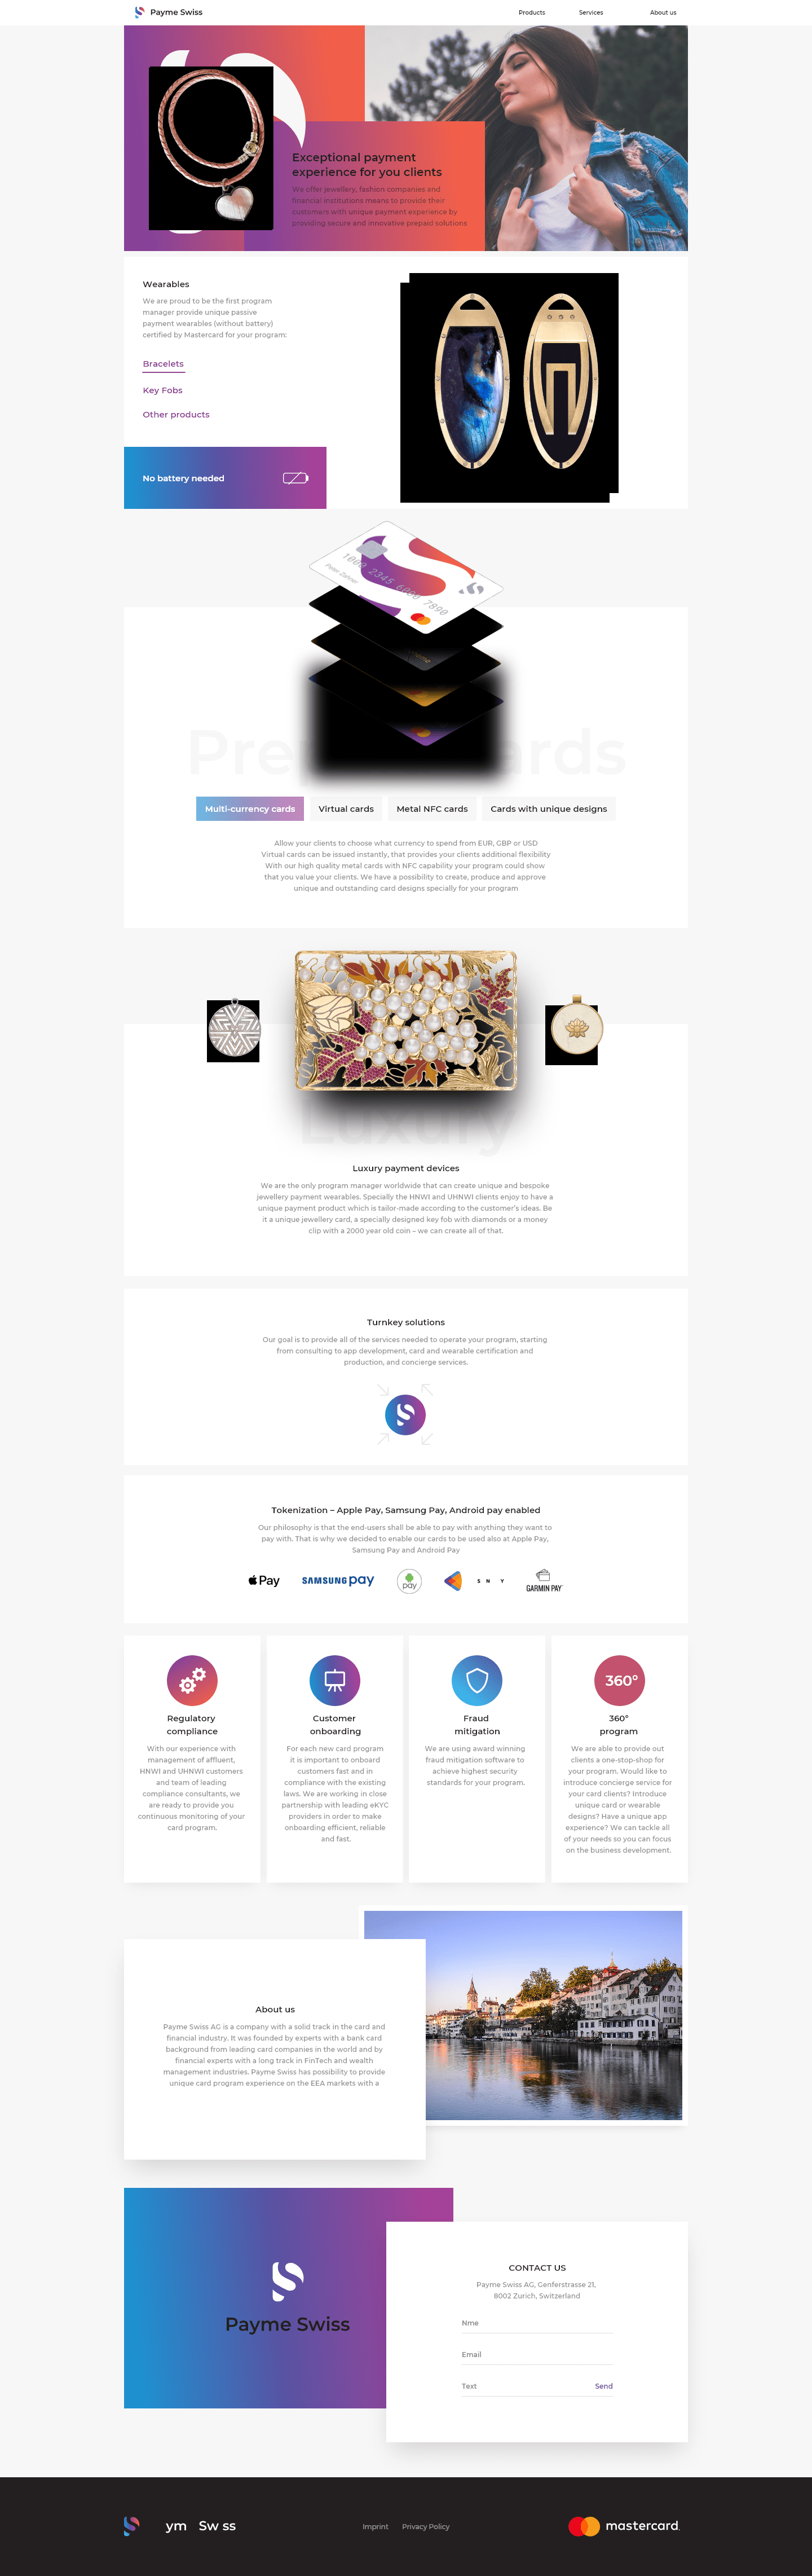 Payme Swiss
Products
Services
About us
Exceptional payment
experience for you clients
We offer jewellery, fashion companies and
financial institutions means to provide their
customers with unique payment experience by
providing secure and innovative prepaid solutions
Wearables
We are proud to be the first program
manager provide unique passive
payment wearables (without battery)
certified by Mastercard for your program:
Bracelets
Key Fobs
Other products
No battery needed
1000 2345 6000 7890
Multi-currency cards
Virtual cards
Metal NFC cards
Cards with unique designs
Allow your clients to choose what currency to spend from EUR, GBP or USD
Virtual cards can be issued instantly, that provides your clients additional flexibility
With our high quality metal cards with NFC capability your program could show
that you value your clients. We have a possibility to create, produce and approve
unique and outstanding card designs specially for your program
Luxury
Luxury payment devices
We are the only program manager worldwide that can create unique and bespoke
jewellery payment wearables. Specially the HNWI and UHNWI clients enjoy to have a
unique payment product which is tailor-made according to the customer's ideas. Be
it a unique jewellery card, a specially designed key fob with diamonds or a money
clip with a 2000 year old coin – we can create all of that.
Turnkey solutions
Our goal is to provide all of the services needed to operate your program, starting
from consulting to app development, card and wearable certification and
production, and concierge services.
Tokenization – Apple Pay, Samsung Pay, Android pay enabled
Our philosophy is that the end-users shall be able to pay with anything they want to
pay with. That is why we decided to enable our cards to be used also at Apple Pay,
Samsung Pay and Android Pay
Pay
SAMSUNG pay
pay
S N Y
GARMIN PAY
360°
Regulatory
compliance
With our experience with
management of affluent,
HNWI and UHNWI customers
and team of leading
compliance consultants, we
are ready to provide you
continuous monitoring of your
card program.
Customer
onboarding
For each new card program
it is important to onboard
customers fast and in
compliance with the existing
laws. We are working in close
partnership with leading eKYC
providers in order to make
onboarding efficient, reliable
and fast.
Fraud
mitigation
We are using award winning
fraud mitigation software to
achieve highest security
standards for your program.
360°
program
We are able to provide out
clients a one-stop-shop for
your program. Would like to
introduce concierge service for
your card clients? Introduce
unique card or wearable
designs? Have a unique app
experience? We can tackle all
of your needs so you can focus
on the business development.
About us
Payme Swiss AG is a company with a solid track in the card and
financial industry. It was founded by experts with a bank card
background from leading card companies in the world and by
financial experts with a long track in FinTech and wealth
management industries. Payme Swiss has possibility to provide
unique card program experience on the EEA markets with a
Payme Swiss
CONTACT US
Payme Swiss AG, Genferstrasse 21,
8002 Zurich, Switzerland
Nme
Email
Text
Send
ym Sw ss
Imprint
Privacy Policy
mastercard.